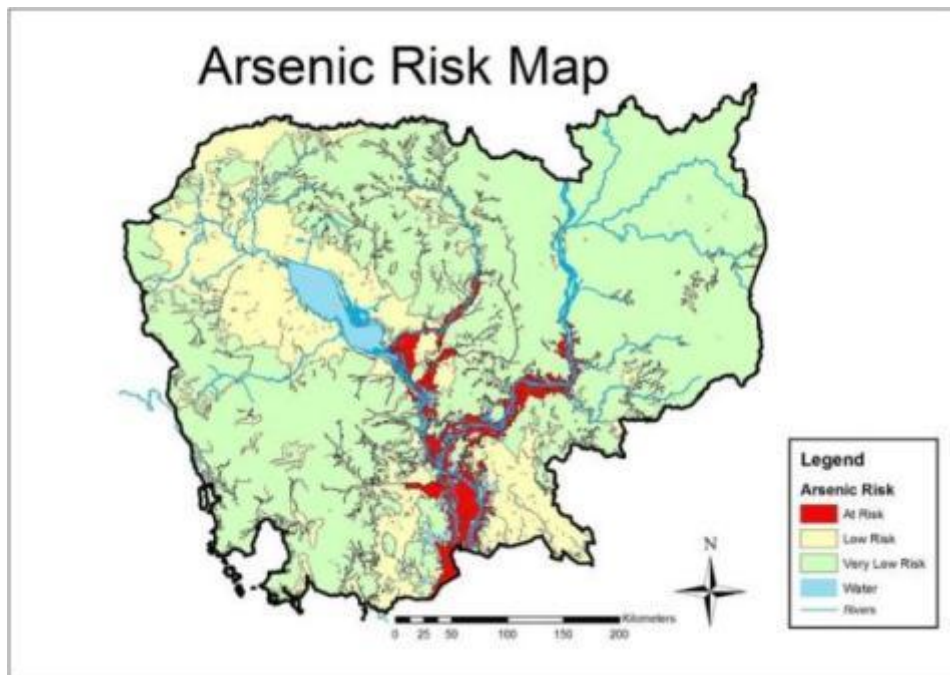 Arsenic Risk Map
Legend
Arsenic Risk
At Risk
Low Risk
Very Low Risk
Water
Rivers
N
Kilometers
0 25 50 100 150 200